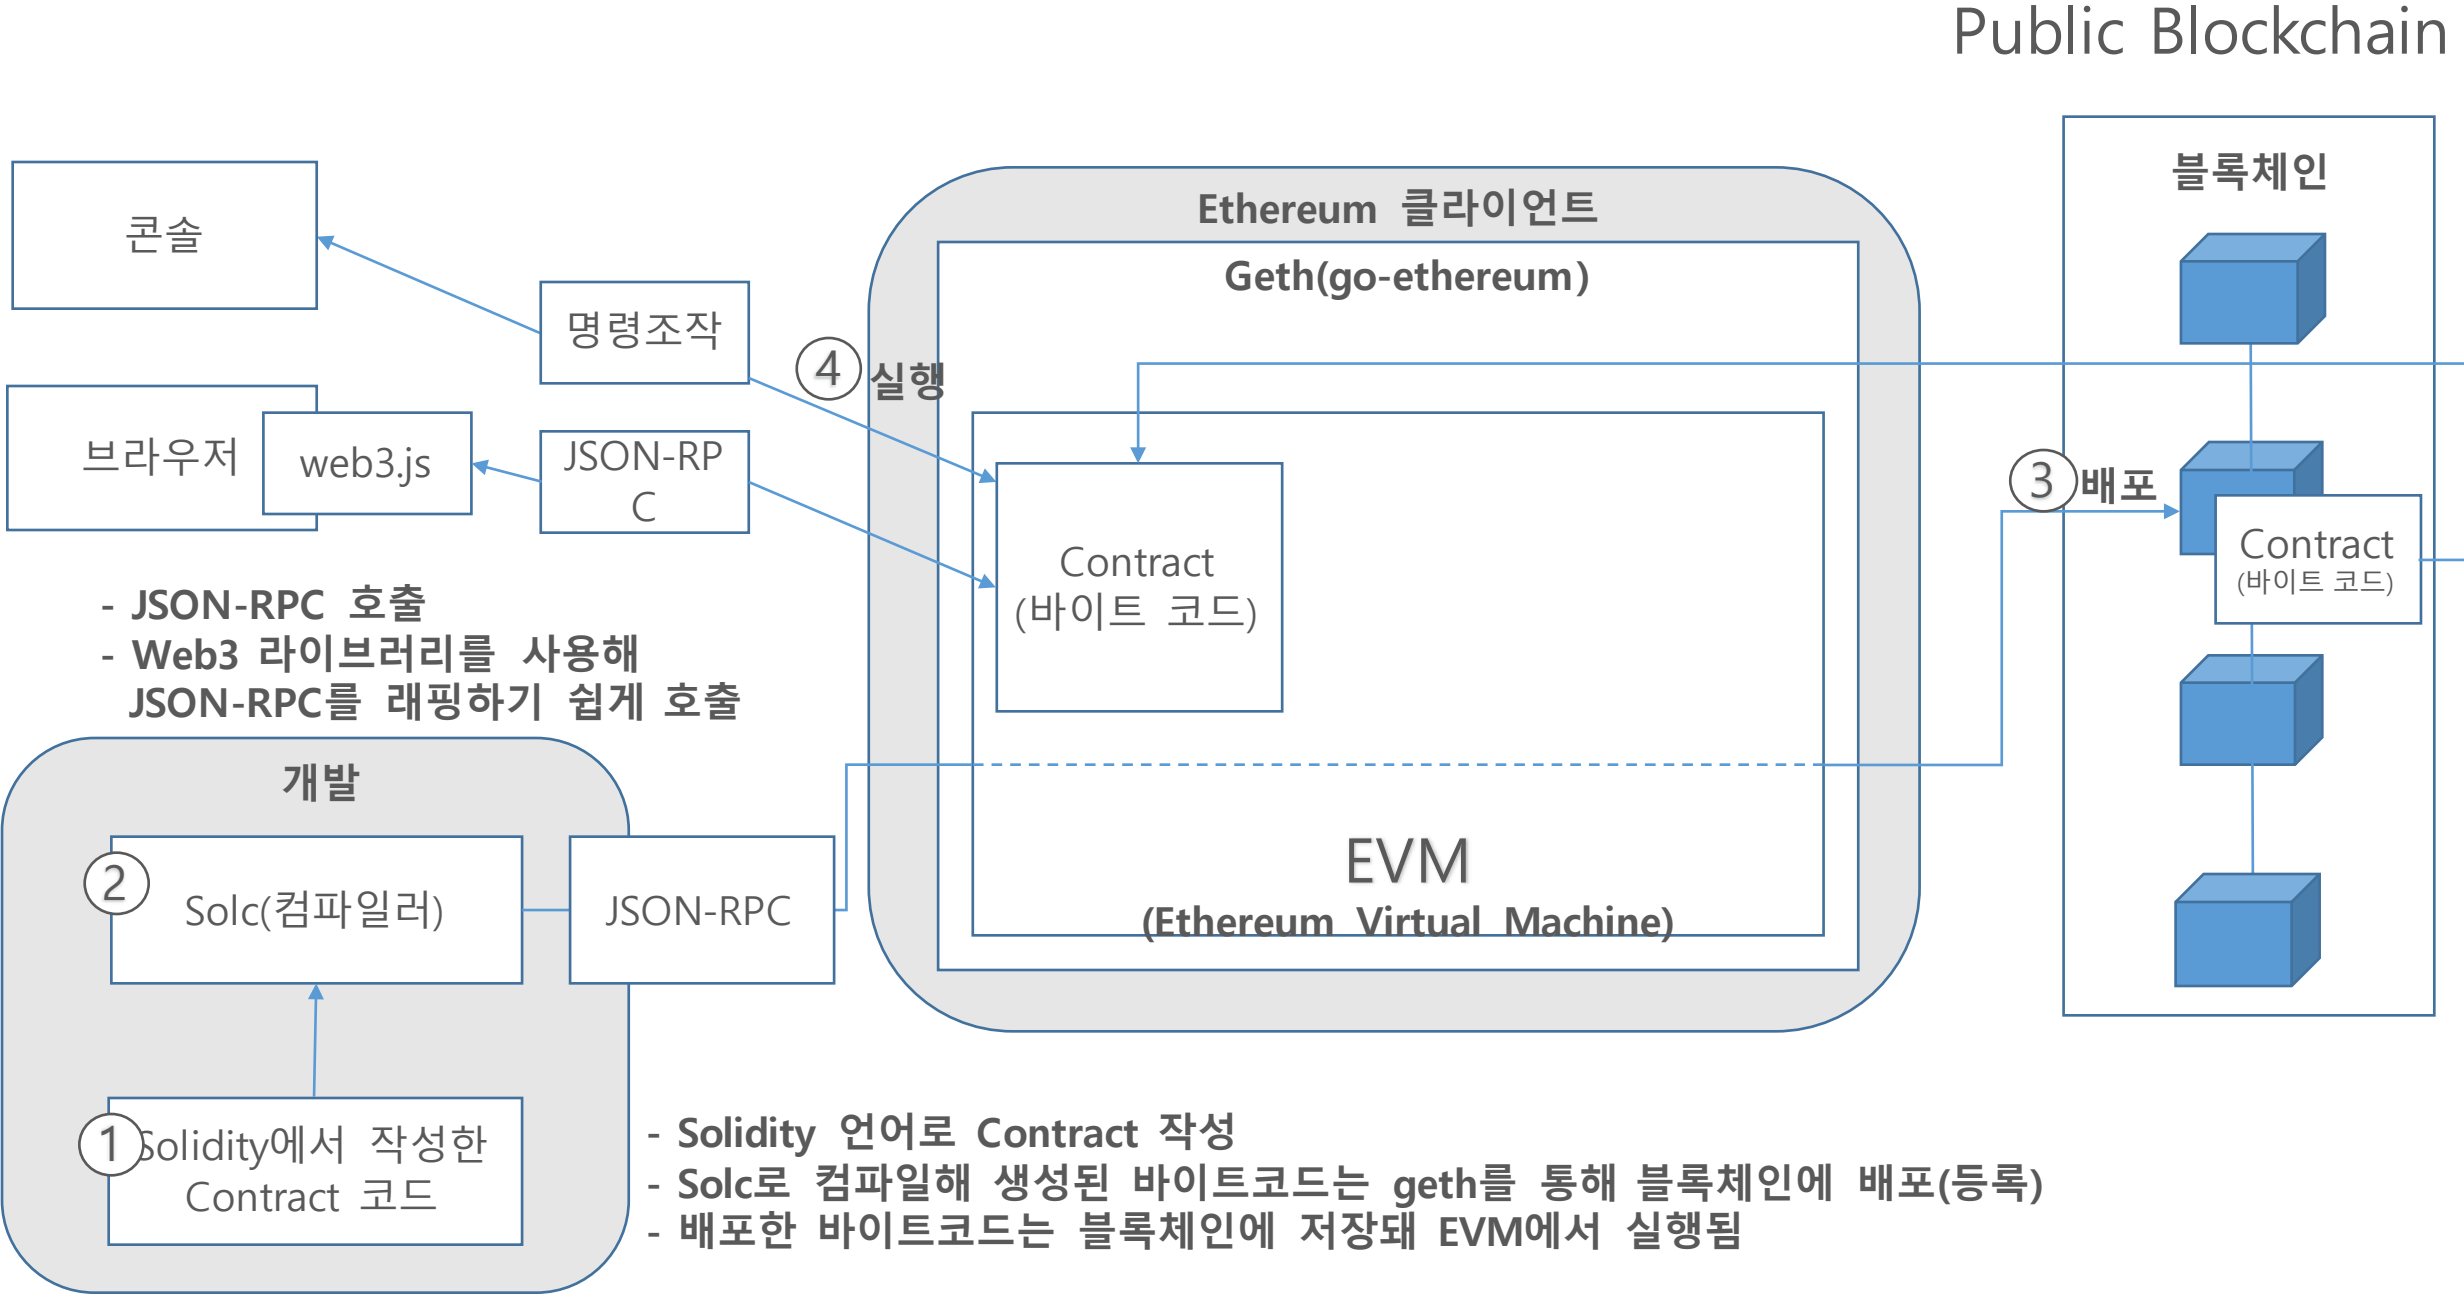 Public Blockchain
블록체인
Ethereum 클라이언트
Geth(go-ethereum)
콘솔
명령조작
④ 실행
브라우저
web3.js
JSON-RP
C
③ 배포
Contract
(바이트 코드)
Contract
(바이트 코드)
- JSON-RPC 호출
- Web3 라이브러리를 사용해
JSON-RPC를 래핑하기 쉽게 호출
개발
② Solc(컴파일러)
JSON-RPC
EVM
(Ethereum Virtual Machine)
① Solidity에서 작성한
Contract 코드
- Solidity 언어로 Contract 작성
- Solc로 컴파일해 생성된 바이트코드는 geth를 통해 블록체인에 배포(등록)
- 배포한 바이트코드는 블록체인에 저장돼 EVM에서 실행됨